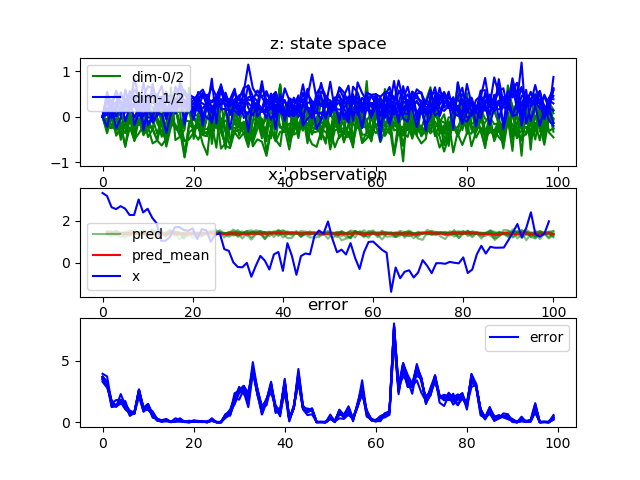 z: state space
1
0
−1
dim-0/2
dim-1/2
0 20 40 60 80 100
x: observation
2
0
pred
pred_mean
x
0 20 40 60 80 100
error
5
0
error
0 20 40 60 80 100